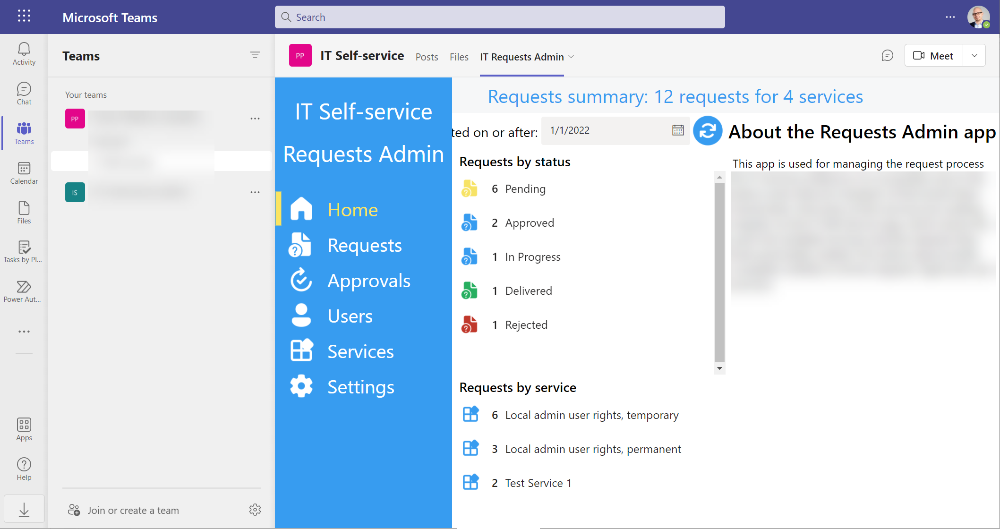 Microsoft Teams
Search
Activity
Chat
Teams
Calendar
Files
Tasks by Pl...
Power Aut...
Apps
Help
Teams
Your teams
PP
IS
Join or create a team
PP
IT Self-service
Posts
Files
IT Requests Admin
Meet
IT Self-service
Requests Admin
Home
Requests
Approvals
Users
Services
Settings
Requests summary: 12 requests for 4 services
ted on or after:
1/1/2022
Requests by status
6 Pending
2 Approved
1 In Progress
1 Delivered
1 Rejected
Requests by service
6 Local admin user rights, temporary
3 Local admin user rights, permanent
2 Test Service 1
About the Requests Admin app
This app is used for managing the request process